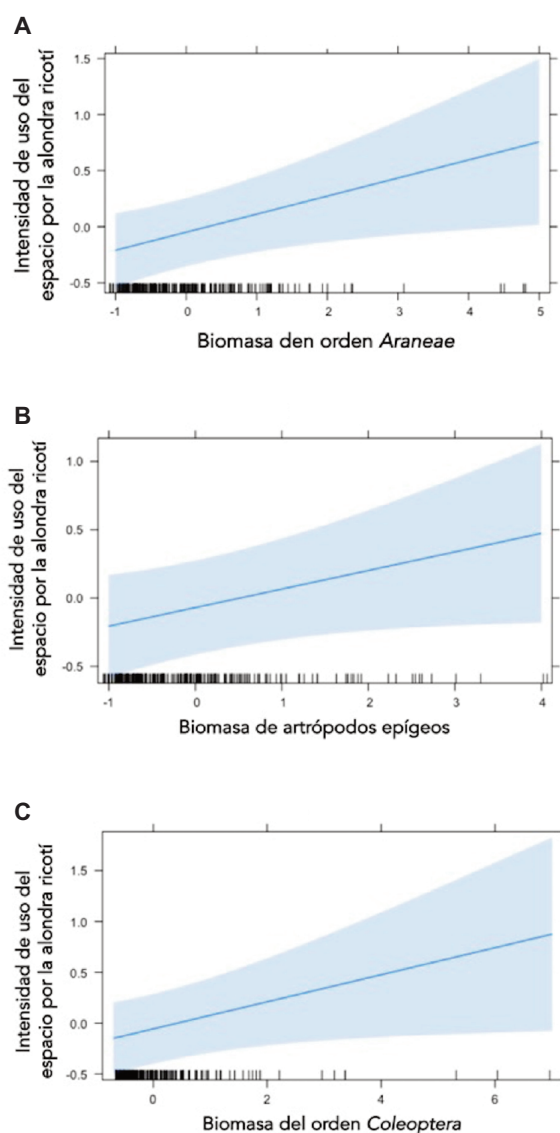 A
Intensidad de uso del
espacio por la alondra ricotí
1.5
1.0
0.5
0.0
-0.5
-1 0 1 2 3 4 5
Biomasa den orden Araneae
B
Intensidad de uso del
espacio por la alondra ricotí
1.0
0.5
0.0
-0.5
-1 0 1 2 3 4
Biomasa de artrópodos epígeos
C
Intensidad de uso del
espacio por la alondra ricotí
1.5
1.0
0.5
0.0
-0.5
0 2 4 6
Biomasa del orden Coleoptera